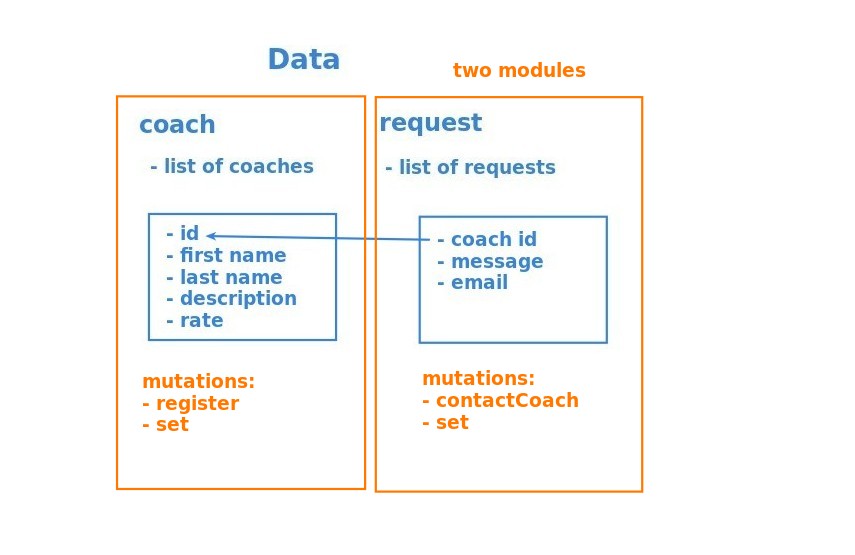 Data
two modules
coach
- list of coaches
- id
- first name
- last name
- description
- rate
mutations:
- register
- set
request
- list of requests
- coach id
- message
- email
mutations:
- contactCoach
- set